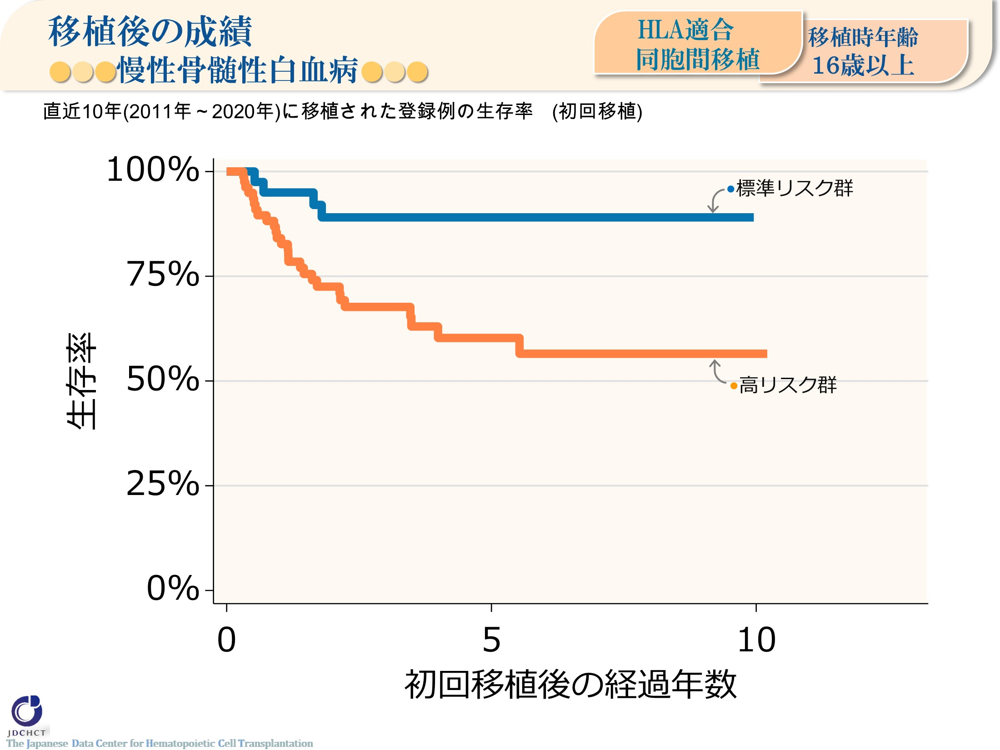 移植後の成績
慢性骨髄性白血病
HLA適合
同胞間移植
移植時年齢
16歳以上
直近10年(2011年～2020年)に移植された登録例の生存率　(初回移植)
100%
75%
50%
25%
0%
生存率
標準リスク群
高リスク群
0
5
10
初回移植後の経過年数
JDCHCT
The Japanese Data Center for Hematopoietic Cell Transplantation